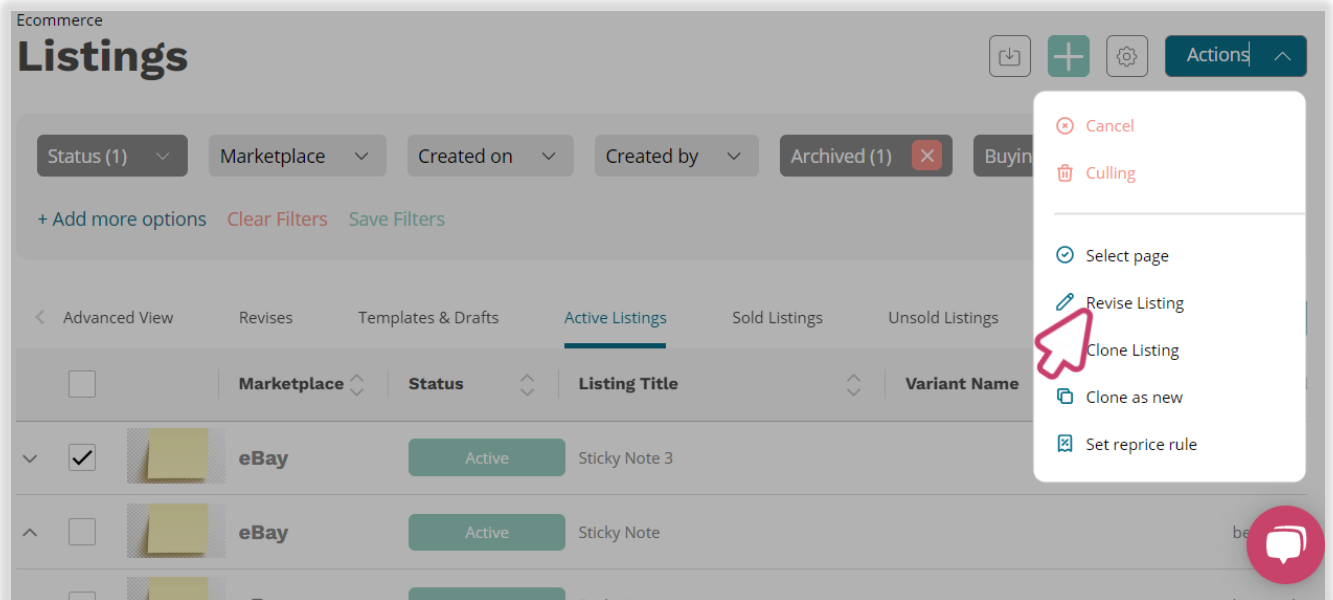 Ecommerce
Listings
Actions
Cancel
Culling
Select page
Revise Listing
Clone Listing
Clone as new
Set reprice rule
Status (1) Marketplace Created on Created by Archived (1) Buyin
+ Add more options Clear Filters Save Filters
Advanced View Revises Templates & Drafts Active Listings Sold Listings Unsold Listings
Marketplace Status Listing Title Variant Name
eBay Active Sticky Note 3
eBay Active Sticky Note